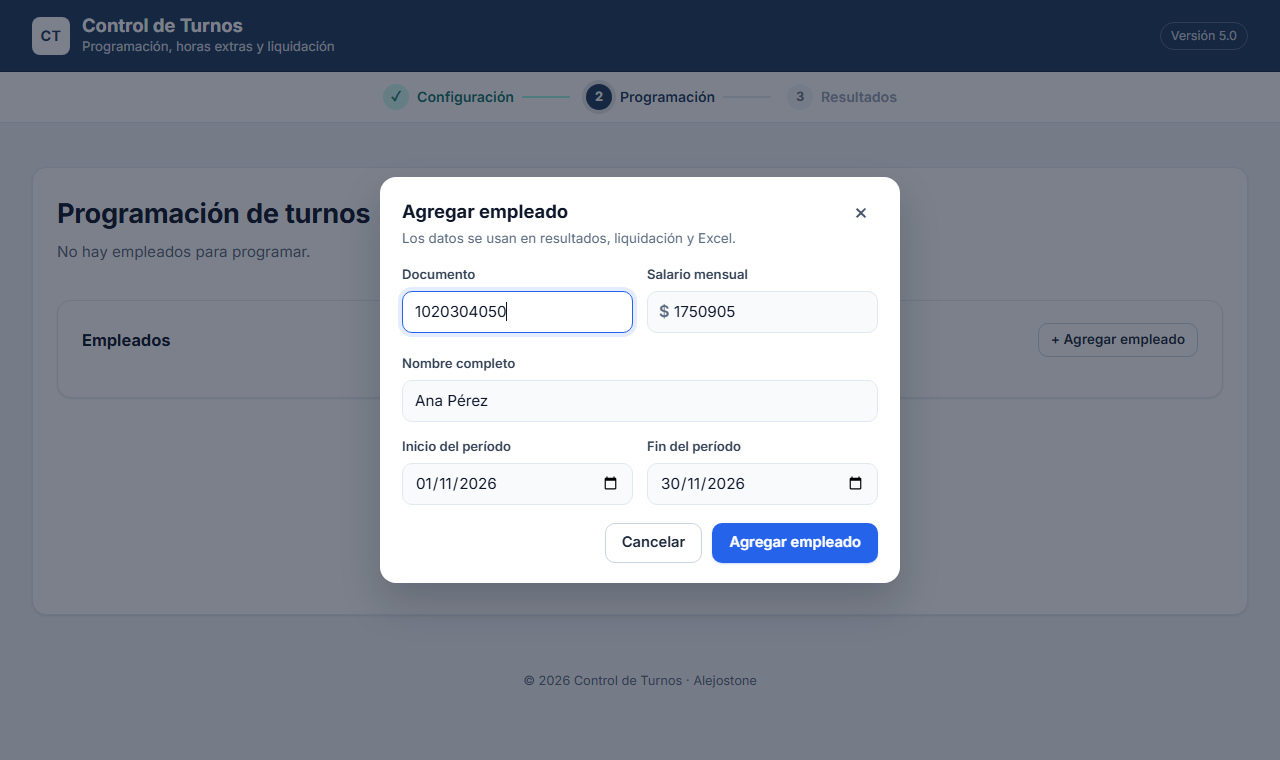 CT
Control de Turnos
Programación, horas extras y liquidación
Versión 5.0
✓ Configuración
2 Programación
3 Resultados
Programación de turnos
No hay empleados para programar.
Empleados
+ Agregar empleado
Agregar empleado
×
Los datos se usan en resultados, liquidación y Excel.
Documento
Salario mensual
1020304050
$ 1750905
Nombre completo
Ana Pérez
Inicio del período
Fin del período
01/11/2026
30/11/2026
Cancelar
Agregar empleado
© 2026 Control de Turnos · Alejostone